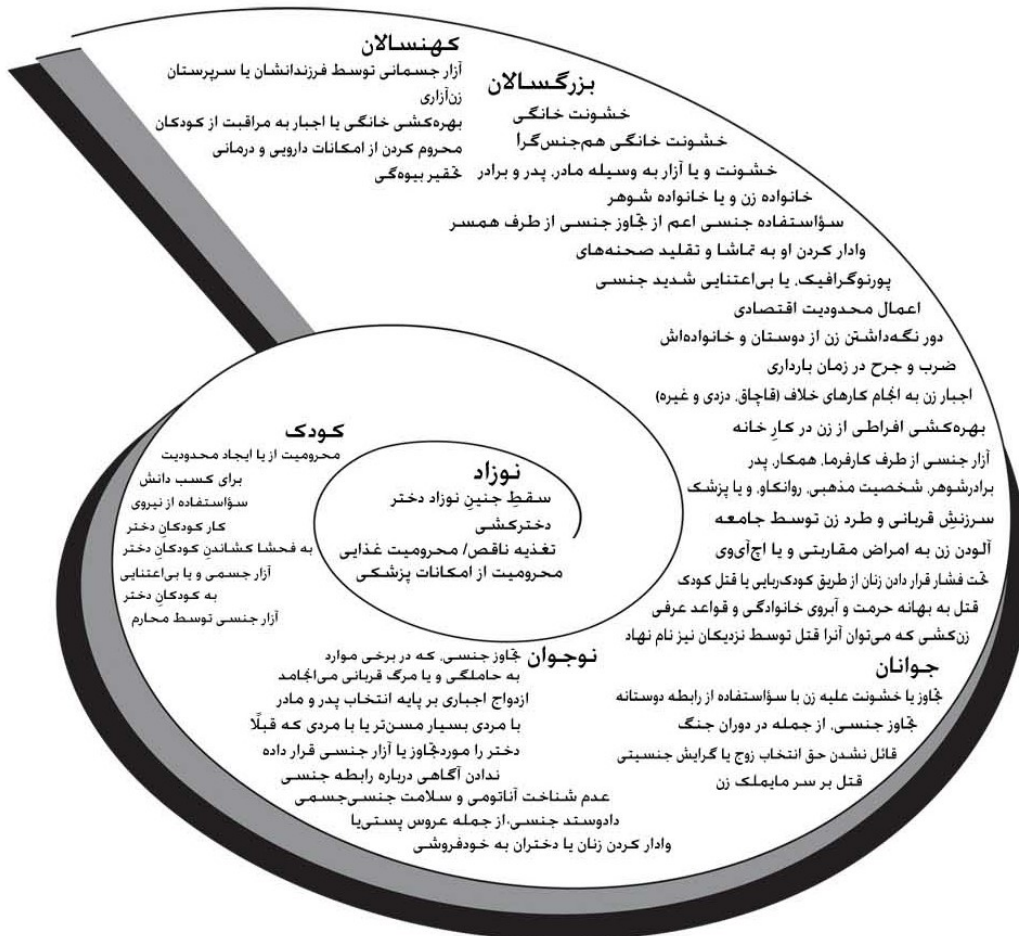 کهنسالان
آزار جسمانی توسط فرزندانشان یا سرپرستان
زن‌آزاری
بهره‌کشی خانگی یا اجبار به مراقبت از کودکان
محروم کردن از امکانات دارویی و درمانی
تحقیر بیوه‌گی
بزرگسالان
خشونت خانگی
خشونت خانگی هم‌جنس‌گرأ
خشونت و یا آزار به وسیله مادر، پدر و برادر
خانواده زن و یا خانواده شوهر
سؤاستفاده جنسی اعم از تجاوز جنسی از طرف همسر
وادار کردن او به تماشا و تقلید صحنه‌های
پورنوگرافیک، یا بی‌اعتنایی شدید جنسی
اعمال محدودیت اقتصادی
دور نگه‌داشتن زن از دوستان و خانواده‌اش
ضرب و جرح در زمان بارداری
اجبار زن به انجام کارهای خلاف (قاچاق، دزدی و غیره)
بهره‌کشی افراطی از زن در کارِ خانه
آزار جنسی از طرف کارفرما، همکار، پدر
برادرشوهر، شخصیت مذهبی، روانکاو، و یا پزشک
سرزنشِ قربانی و طرد زن توسط جامعه
آلودن زن به امراض مقاربتی و یا اچ‌آی‌وی
تحت فشار قرار دادن زنان از طریق کودک‌ربایی یا قتل کودک
قتل به بهانه حرمت و آبروی خانوادگی و قواعد عرفی
زن‌کشی که می‌توان آنرا قتل توسط نزدیکان نیز نام نهاد
جوانان
تجاوز یا خشونت علیه زن با سؤاستفاده از رابطه دوستانه
تجاوز جنسی، از جمله در دوران جنگ
قائل نشدن حق انتخاب زوج یا گرایش جنسیتی
قتل بر سر مایملک زن
نوجوان
تجاوز جنسی، که در برخی موارد
به حاملگی و یا مرگ قربانی می‌انجامد
ازدواج اجباری بر پایه انتخاب پدر و مادر
با مردی بسیار مسن‌تر یا با مردی که قبلًا
دختر را موردتجاوز یا آزار جنسی قرار داده
ندادن آگاهی درباره رابطه جنسی
عدم شناخت آناتومی و سلامت جنسی‌جسمی
دادوستد جنسی،از جمله عروس پستی‌یا
وادار کردن زنان یا دختران به خودفروشی
کودک
محرومیت از یا ایجاد محدودیت
برای کسب دانش
سؤاستفاده از نیروی
کار کودکانِ دختر
به فحشا کشاندنِ کودکانِ دختر
آزار جسمی و یا بی‌اعتنایی
به کودکانِ دختر
آزار جنسی توسط محارم
نوزاد
سقطِ جنینِ نوزاد دختر
دخترکشی
تغذیه ناقص/ محرومیت غذایی
محرومیت از امکانات پزشکی